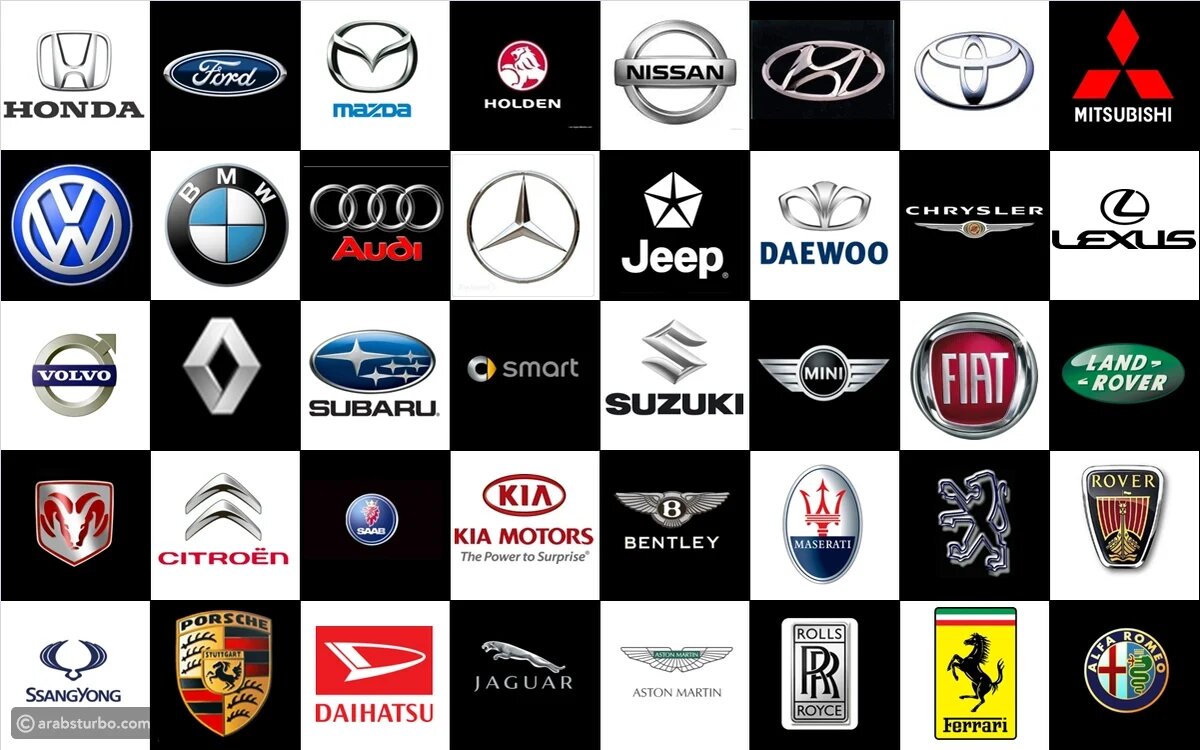 HONDA
Ford
mazda
HOLDEN
NISSAN
MITSUBISHI
BMW
Audi
Jeep®
DAEWOO
CHRYSLER
LEXUS
VOLVO
SUBARU®
smart
SUZUKI
MINI
FIAT
LAND-
-ROVER
CITROËN
SAAB
KIA
KIA MOTORS
The Power to Surprise®
B
BENTLEY
MASERATI
ROVER
SSANGYONG
PORSCHE
STUTTGART
DAIHATSU
JAGUAR
ASTON MARTIN
ASTON MARTIN
ROLLS
RR
ROYCE
Ferrari
ALFA ROMEO
© arabsturbo.com